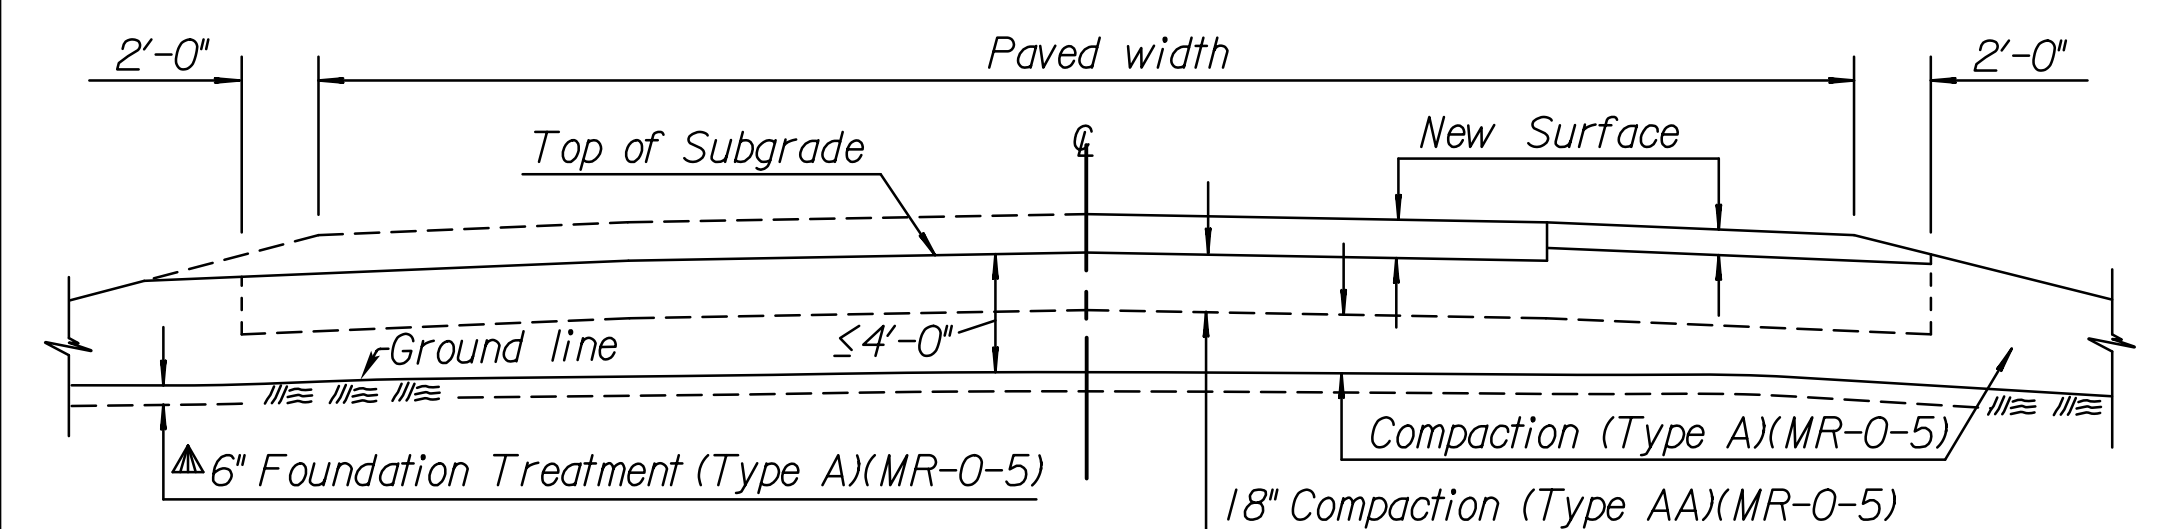 2'-0" Paved width 2'-0"
Top of Subgrade
℄
New Surface
≤4'-0"
Ground line
Compaction (Type A)(MR-0-5)
6" Foundation Treatment (Type A)(MR-0-5)
18" Compaction (Type AA)(MR-0-5)